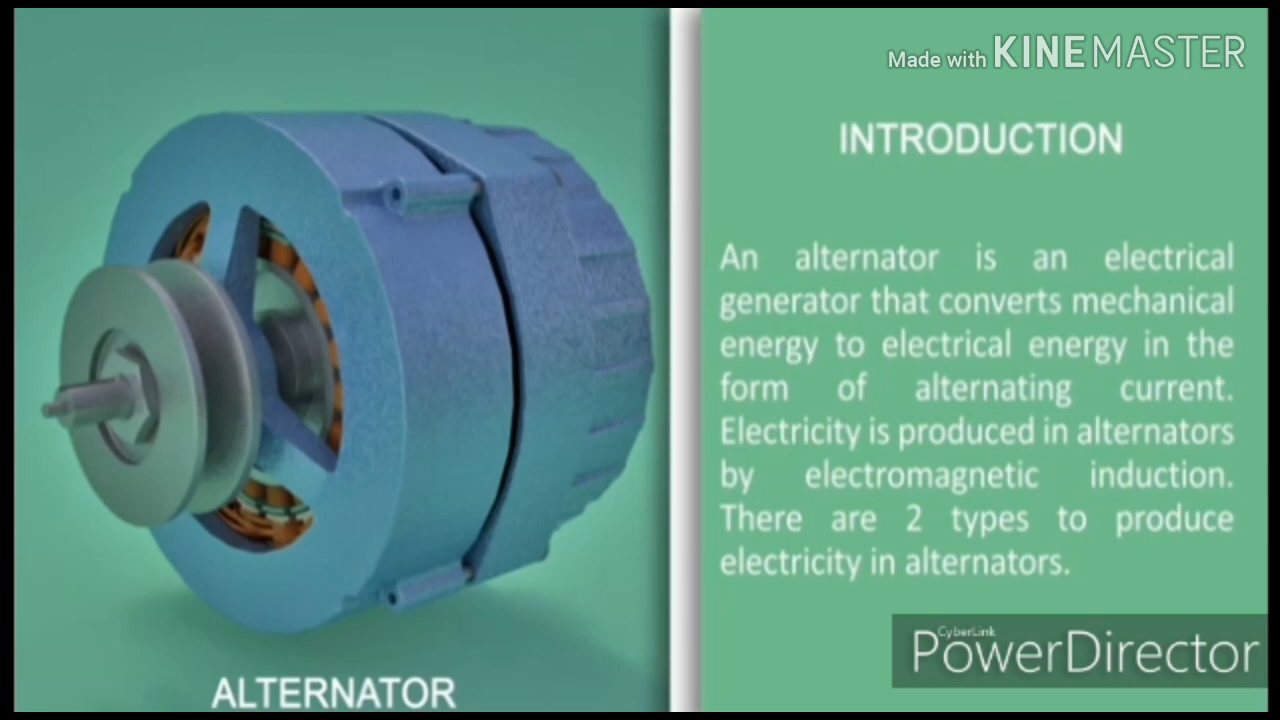 Made with KINEMASTER
INTRODUCTION
An alternator is an electrical
generator that converts mechanical
energy to electrical energy in the
form of alternating current.
Electricity is produced in alternators
by electromagnetic induction.
There are 2 types to produce
electricity in alternators.
CyberLink
PowerDirector
ALTERNATOR